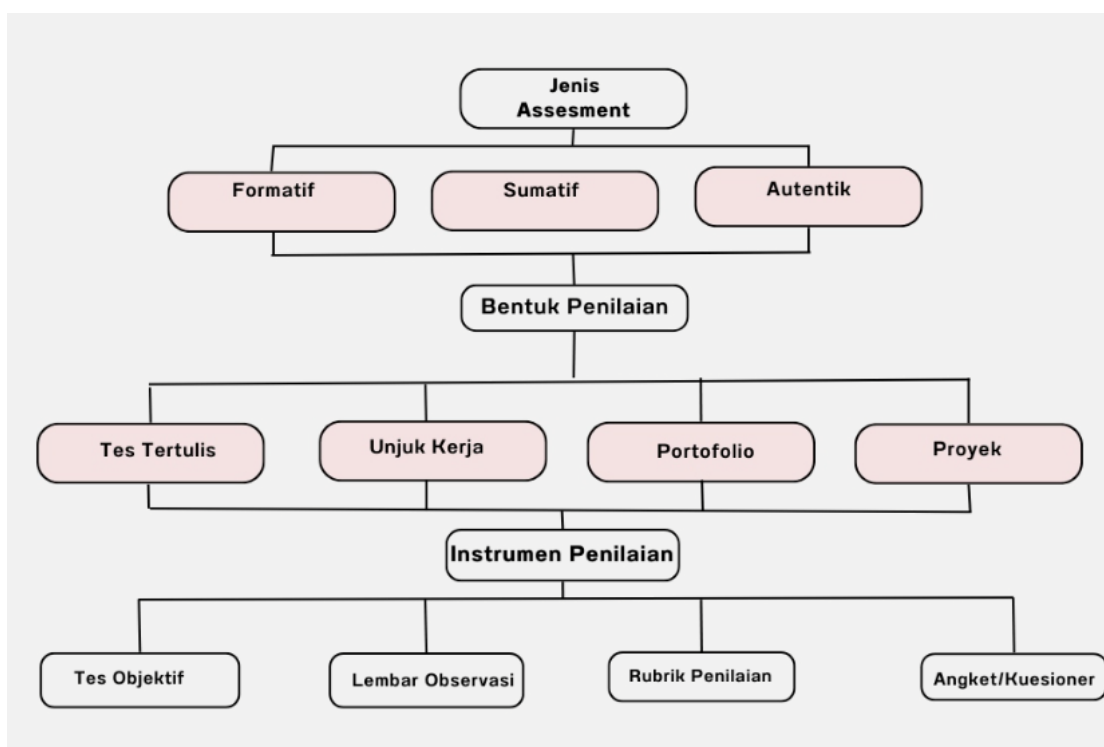 Jenis
Assesment
Formatif
Sumatif
Autentik
Bentuk Penilaian
Tes Tertulis
Unjuk Kerja
Portofolio
Proyek
Instrumen Penilaian
Tes Objektif
Lembar Observasi
Rubrik Penilaian
Angket/Kuesioner